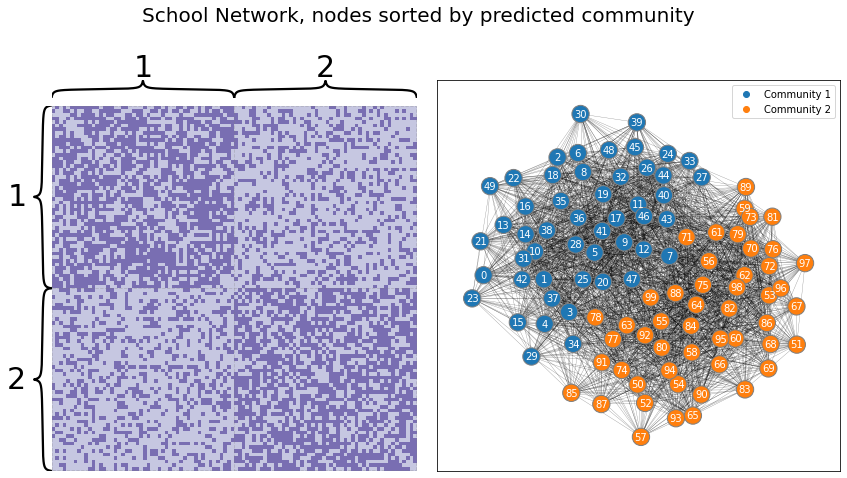 School Network, nodes sorted by predicted community
1 2
1
2
Community 1
Community 2
30
39
48 45
2 6 24
33
18 8 32 26 44 27
49 22
89
19 40
16 35 11 59
36 17 46 43 73 81
13 14 38 41 61 79
21 28 9 12 71 70 76
31 10 5 7 56 72 97
0 42 1 25 20 47 75 62 98 96
23 37 99 88 53
3 64 82 67
15 4 78 63 55 84 86
34 77 92 80 95 60 68 51
29 91 58
74 94 66 69
85 50 54 83
87 52 90
93 65
57